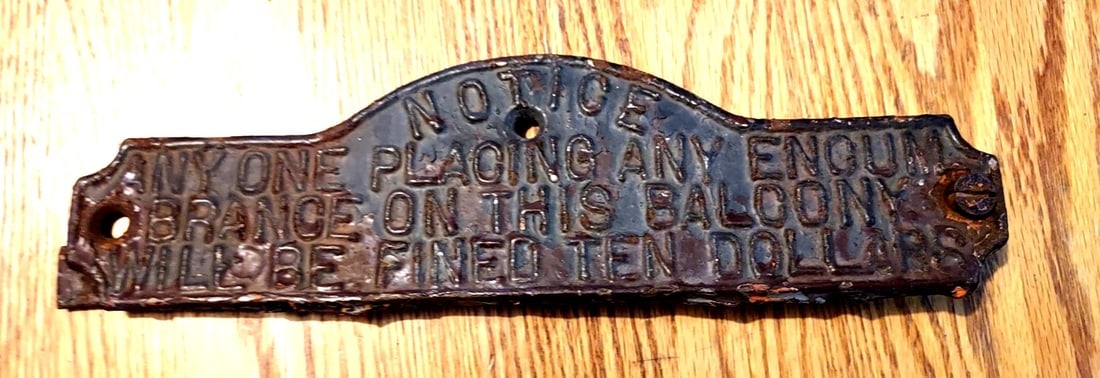 NOTICE
ANYONE PLACING ANY ENCUM
BRANCE ON THIS BALCONY
WILL BE FINED TEN DOLLARS